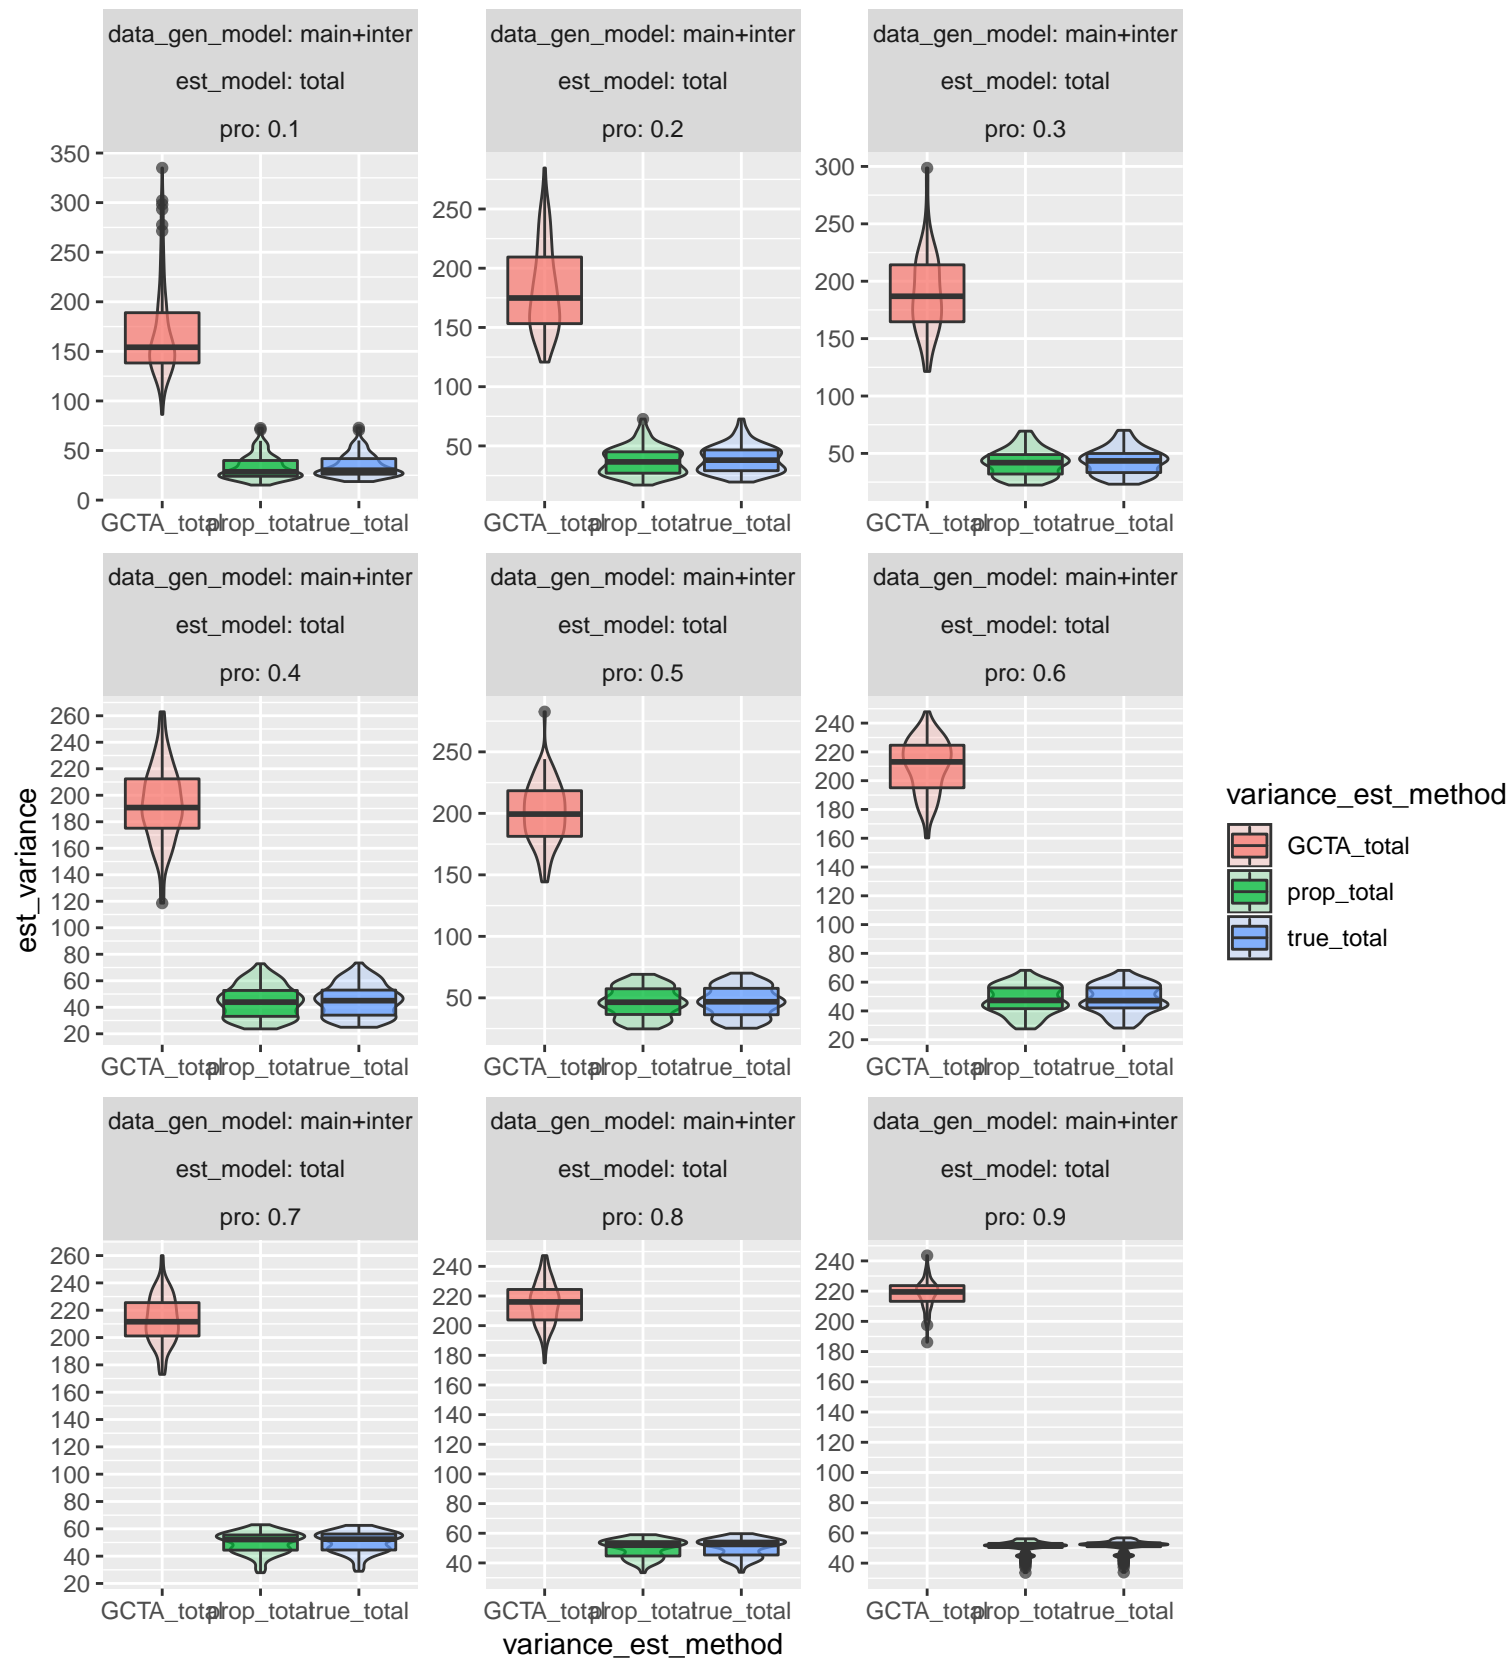 data_gen_model: main+inter
est_model: total
pro: 0.1
data_gen_model: main+inter
est_model: total
pro: 0.2
data_gen_model: main+inter
est_model: total
pro: 0.3
350
300
250
200
150
100
50
0
GCTA_total prop_total true_total
250
200
150
100
50
GCTA_total prop_total true_total
300
250
200
150
100
50
GCTA_total prop_total true_total
data_gen_model: main+inter
est_model: total
pro: 0.4
data_gen_model: main+inter
est_model: total
pro: 0.5
data_gen_model: main+inter
est_model: total
pro: 0.6
est_variance
260
240
220
200
190
180
160
140
120
100
80
60
40
20
GCTA_total prop_total true_total
250
200
150
100
50
GCTA_total prop_total true_total
240
220
200
180
160
140
120
100
80
60
40
20
GCTA_total prop_total true_total
variance_est_method
GCTA_total
prop_total
true_total
data_gen_model: main+inter
est_model: total
pro: 0.7
data_gen_model: main+inter
est_model: total
pro: 0.8
data_gen_model: main+inter
est_model: total
pro: 0.9
260
240
220
200
180
160
140
120
100
80
60
40
20
GCTA_total prop_total true_total
240
220
200
180
160
140
120
100
80
60
40
GCTA_total prop_total true_total
240
220
200
180
160
140
120
100
80
60
40
GCTA_total prop_total true_total
variance_est_method